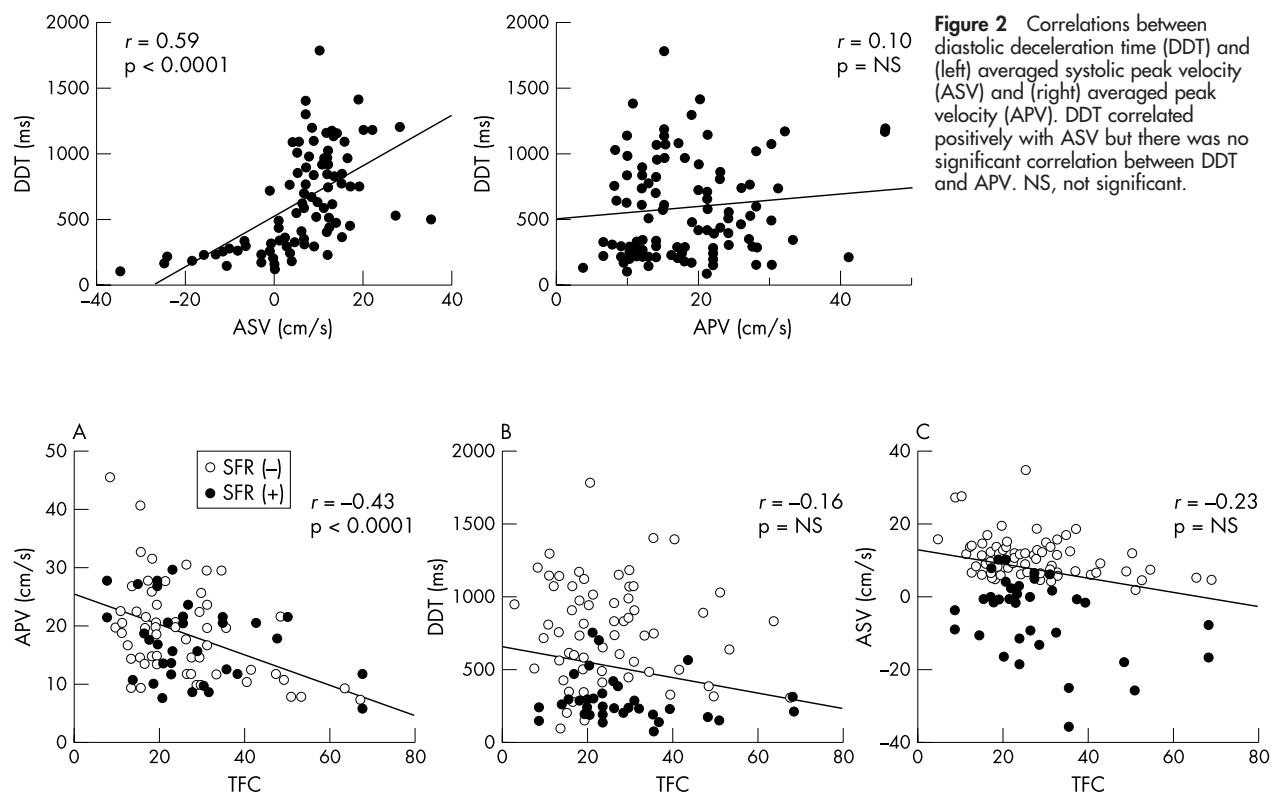 2000
1500
1000
500
0
DDT (ms)
r = 0.59
p < 0.0001
–40
–20
0
20
40
ASV (cm/s)
2000
1500
1000
500
0
DDT (ms)
r = 0.10
p = NS
0
20
40
APV (cm/s)
Figure 2 Correlations between
diastolic deceleration time (DDT) and
(left) averaged systolic peak velocity
(ASV) and (right) averaged peak
velocity (APV). DDT correlated
positively with ASV but there was no
significant correlation between DDT
and APV. NS, not significant.
A
50
40
30
20
10
0
APV (cm/s)
SFR (–)
SFR (+)
r = –0.43
p < 0.0001
0
20
40
60
80
TFC
B
2000
1500
1000
500
0
DDT (ms)
r = –0.16
p = NS
0
20
40
60
80
TFC
C
40
20
0
–20
–40
ASV (cm/s)
r = –0.23
p = NS
0
20
40
60
80
TFC